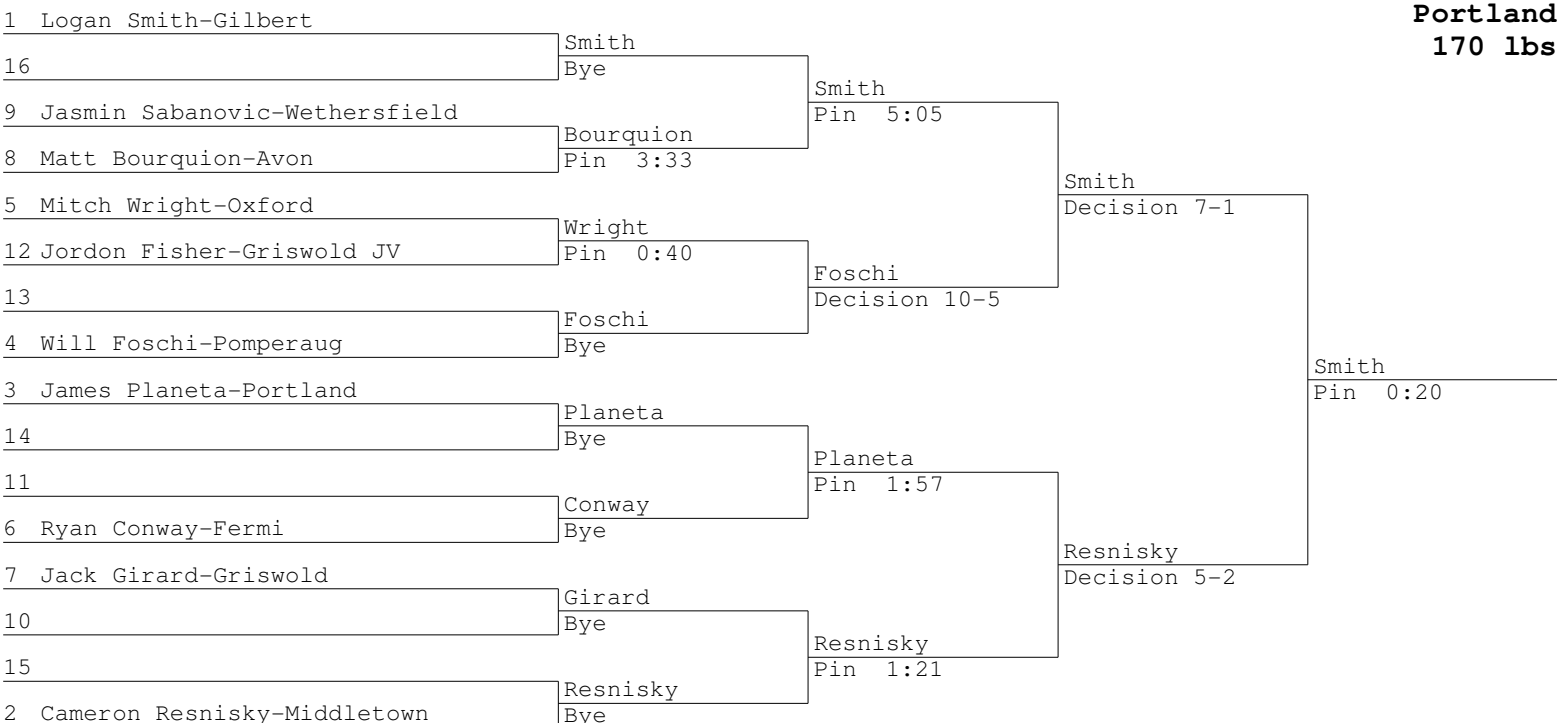 Portland
170 lbs
1 Logan Smith-Gilbert
16
9 Jasmin Sabanovic-Wethersfield
8 Matt Bourquion-Avon
5 Mitch Wright-Oxford
12 Jordon Fisher-Griswold JV
13
4 Will Foschi-Pomperaug
3 James Planeta-Portland
14
11
6 Ryan Conway-Fermi
7 Jack Girard-Griswold
10
15
2 Cameron Resnisky-Middletown
Smith
Bye
Bourquion
Pin 3:33
Wright
Pin 0:40
Foschi
Bye
Planeta
Bye
Conway
Bye
Girard
Bye
Resnisky
Bye
Smith
Pin 5:05
Foschi
Decision 10-5
Planeta
Pin 1:57
Resnisky
Pin 1:21
Smith
Decision 7-1
Resnisky
Decision 5-2
Smith
Pin 0:20